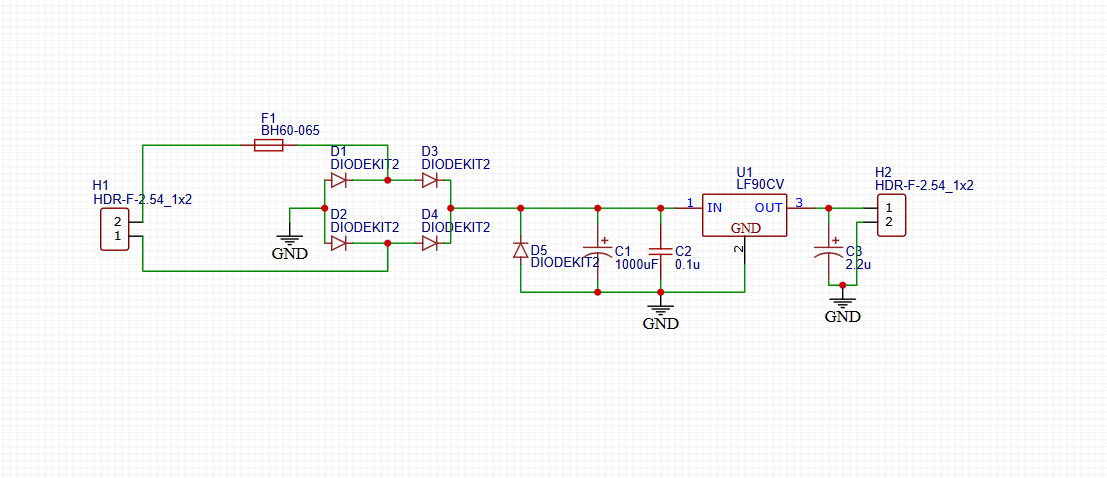 F1
BH60-065
D1
DIODEKIT2
D3
DIODEKIT2
H1
HDR-F-2.54_1x2
2
1
D2
DIODEKIT2
D4
DIODEKIT2
GND
D5
DIODEKIT2
C1
1000uF
C2
0.1u
GND
U1
LF90CV
1
IN
OUT
3
GND
2
C3
2.2u
GND
H2
HDR-F-2.54_1x2
1
2